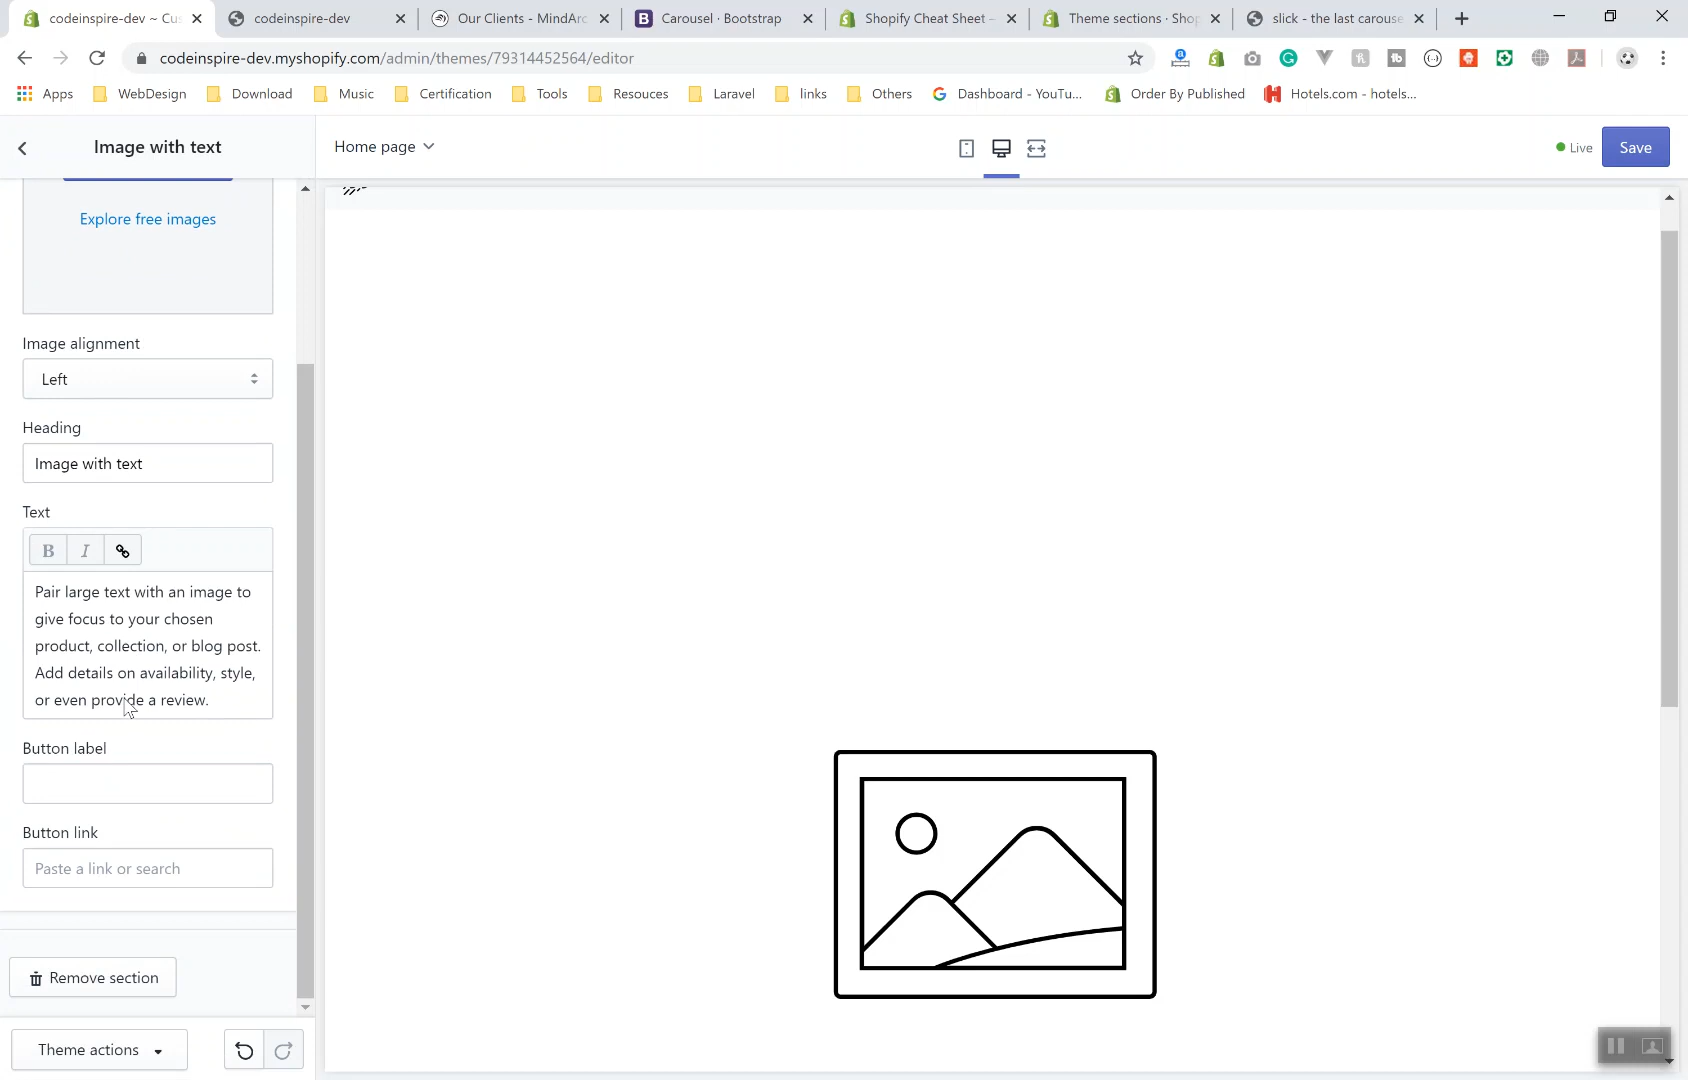 codeinspire-dev ~ Cus
codeinspire-dev
Our Clients - MindArc
Carousel · Bootstrap
Shopify Cheat Sheet -
Theme sections · Shop
slick - the last carouse
codeinspire-dev.myshopify.com/admin/themes/79314452564/editor
Apps
WebDesign
Download
Music
Certification
Tools
Resouces
Laravel
links
Others
Dashboard - YouTu...
Order By Published
Hotels.com - hotels...
Image with text
Home page
Live
Save
Explore free images
Image alignment
Left
Heading
Image with text
Text
B I
Pair large text with an image to
give focus to your chosen
product, collection, or blog post.
Add details on availability, style,
or even provide a review.
Button label
Button link
Paste a link or search
Remove section
Theme actions